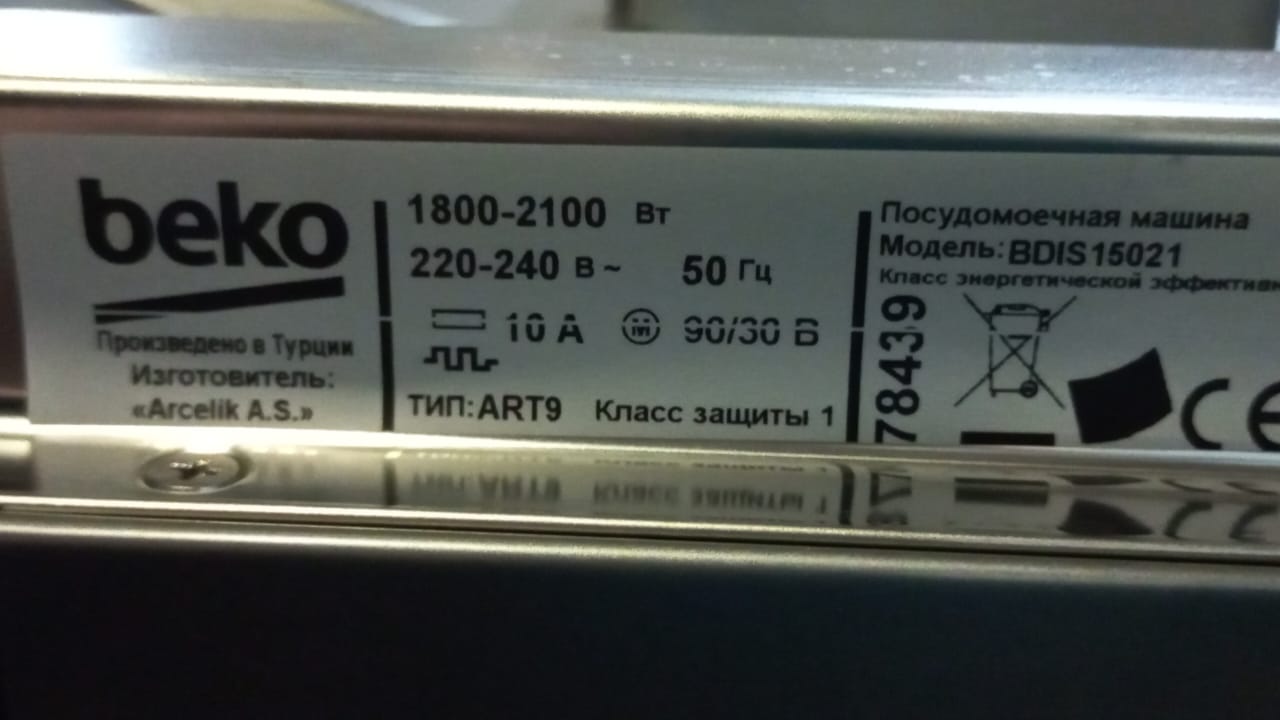 beko
Произведено в Турции
Изготовитель:
«Arcelik A.S.»
1800-2100 Вт
220-240 В ~ 50 Гц
10 А 90/30 В
ТИП:ART9 Класс защиты 1
Посудомоечная машина
Модель: BDIS15021
Класс энергетической
78439
CE